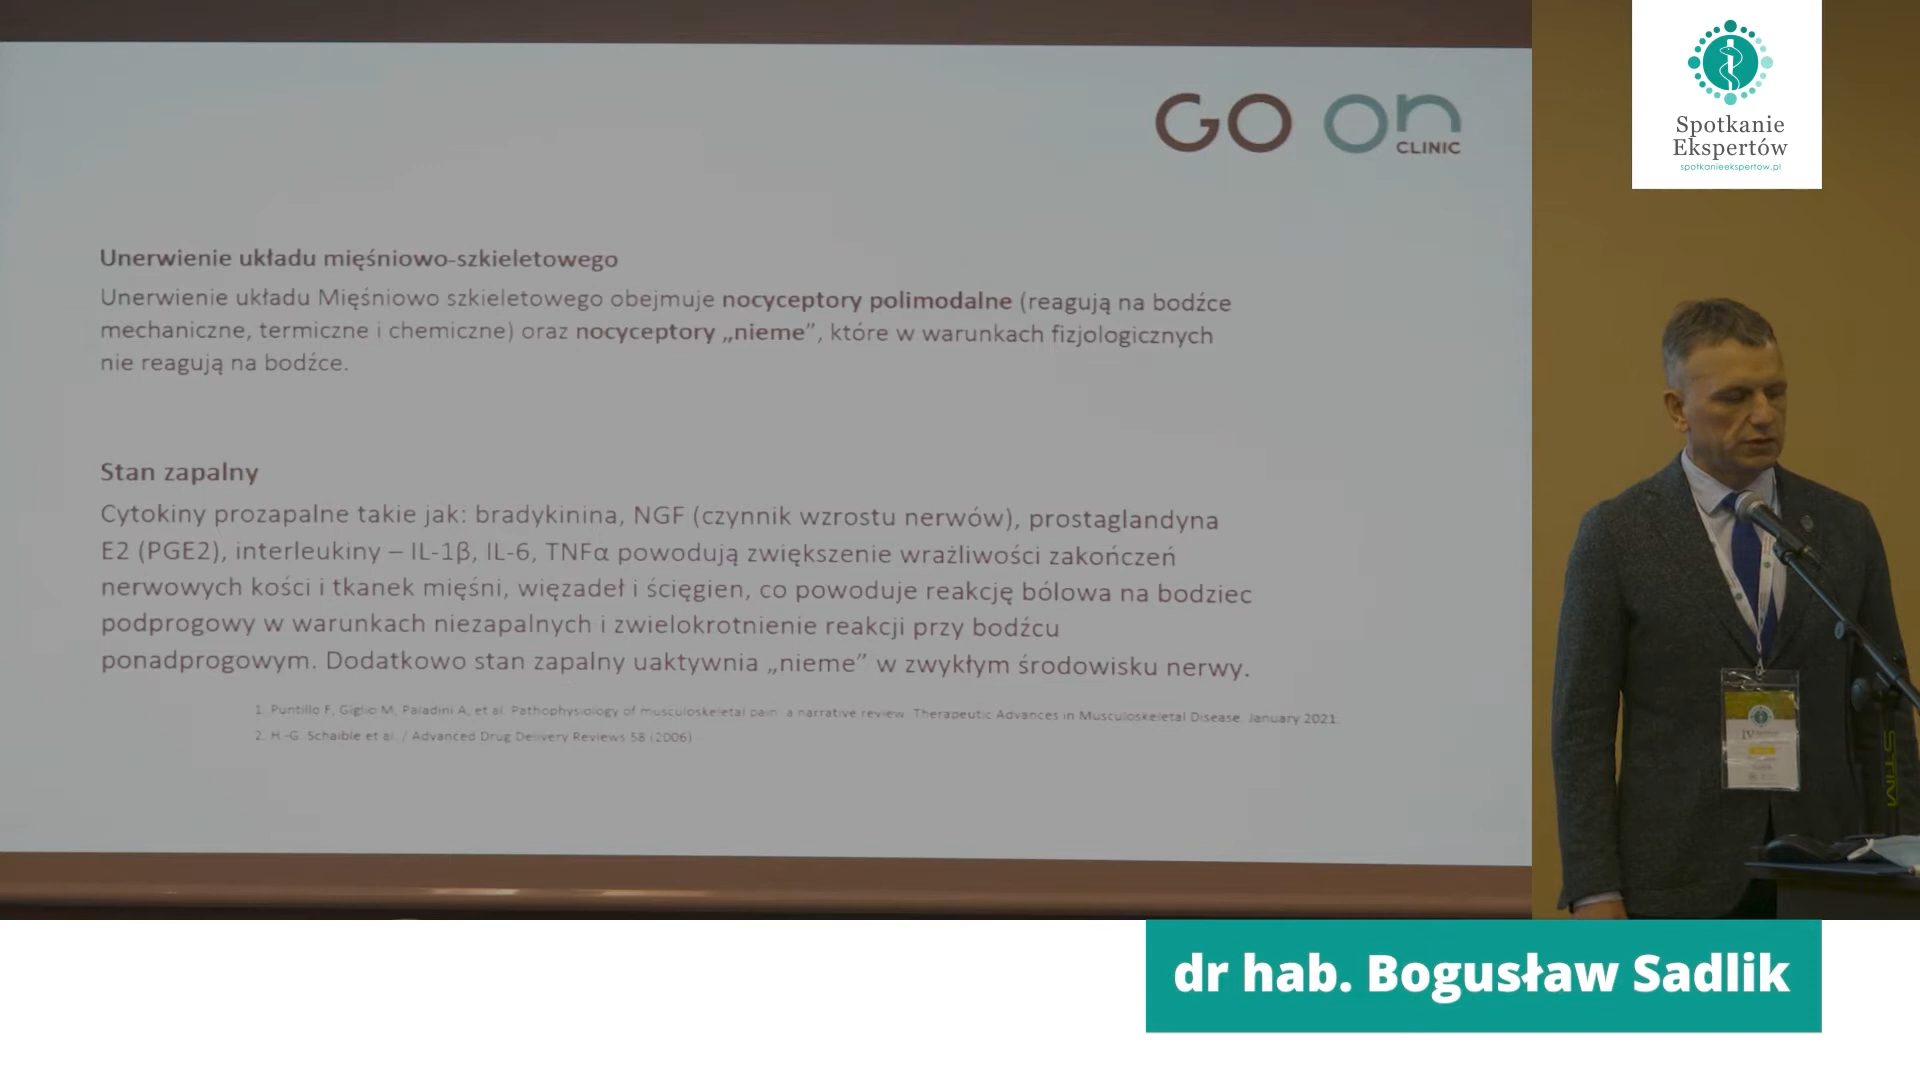 GO On
CLINIC
Spotkanie
Ekspertów
spotkanieekspertow.pl
Unerwienie układu mięśniowo-szkieletowego
Unerwienie układu Mięśniowo szkieletowego obejmuje nocyceptory polimodalne (reagują na bodźce
mechaniczne, termiczne i chemiczne) oraz nocyceptory „nieme”, które w warunkach fizjologicznych
nie reagują na bodźce.
Stan zapalny
Cytokiny prozapalne takie jak: bradykinina, NGF (czynnik wzrostu nerwów), prostaglandyna
E2 (PGE2), interleukiny – IL-1β, IL-6, TNFα powodują zwiększenie wrażliwości zakończeń
nerwowych kości i tkanek mięśni, więzadeł i ścięgien, co powoduje reakcję bólowa na bodziec
podprogowy w warunkach niezapalnych i zwielokrotnienie reakcji przy bodźcu
ponadprogowym. Dodatkowo stan zapalny uaktywnia „nieme” w zwykłym środowisku nerwy.
1. Puntillo F, Giglio M, Paladini A, et al. Pathophysiology of musculoskeletal pain: a narrative review. Therapeutic Advances in Musculoskeletal Disease. January 2021.
2. H.-G. Schaible et al. / Advanced Drug Delivery Reviews 58 (2006)
IV
STIM
dr hab. Bogusław Sadlik